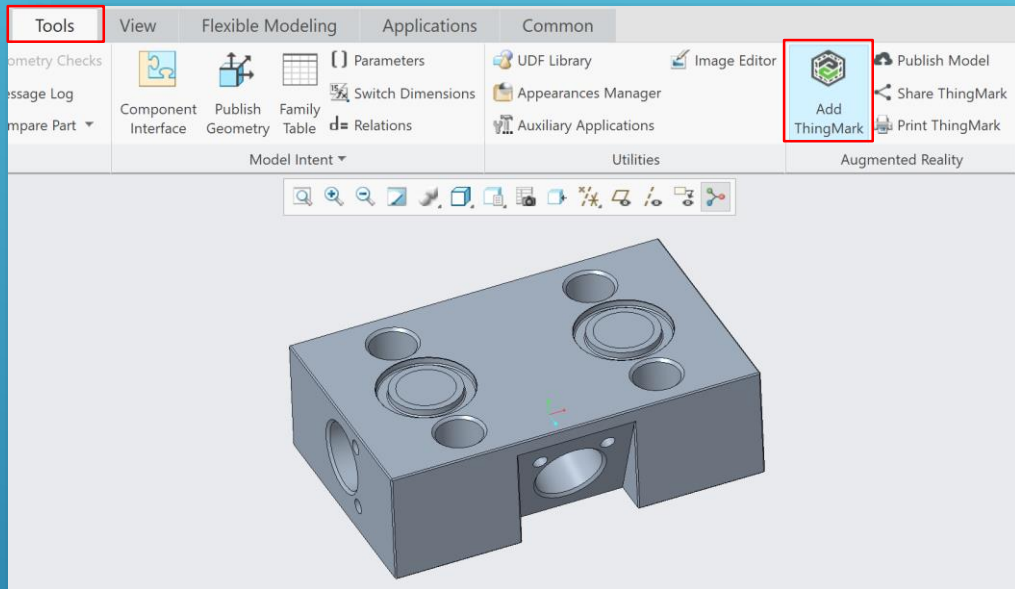 Tools View Flexible Modeling Applications Common
ometry Checks
essage Log
mpare Part
Component
Interface
Publish
Geometry
Family
Table
Parameters
Switch Dimensions
d= Relations
Model Intent
UDF Library
Appearances Manager
Auxiliary Applications
Image Editor
Utilities
Add
ThingMark
Publish Model
Share ThingMark
Print ThingMark
Augmented Reality